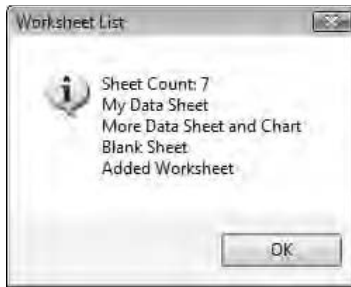 Worksheet List
Sheet Count: 7
My Data Sheet
More Data Sheet and Chart
Blank Sheet
Added Worksheet
OK